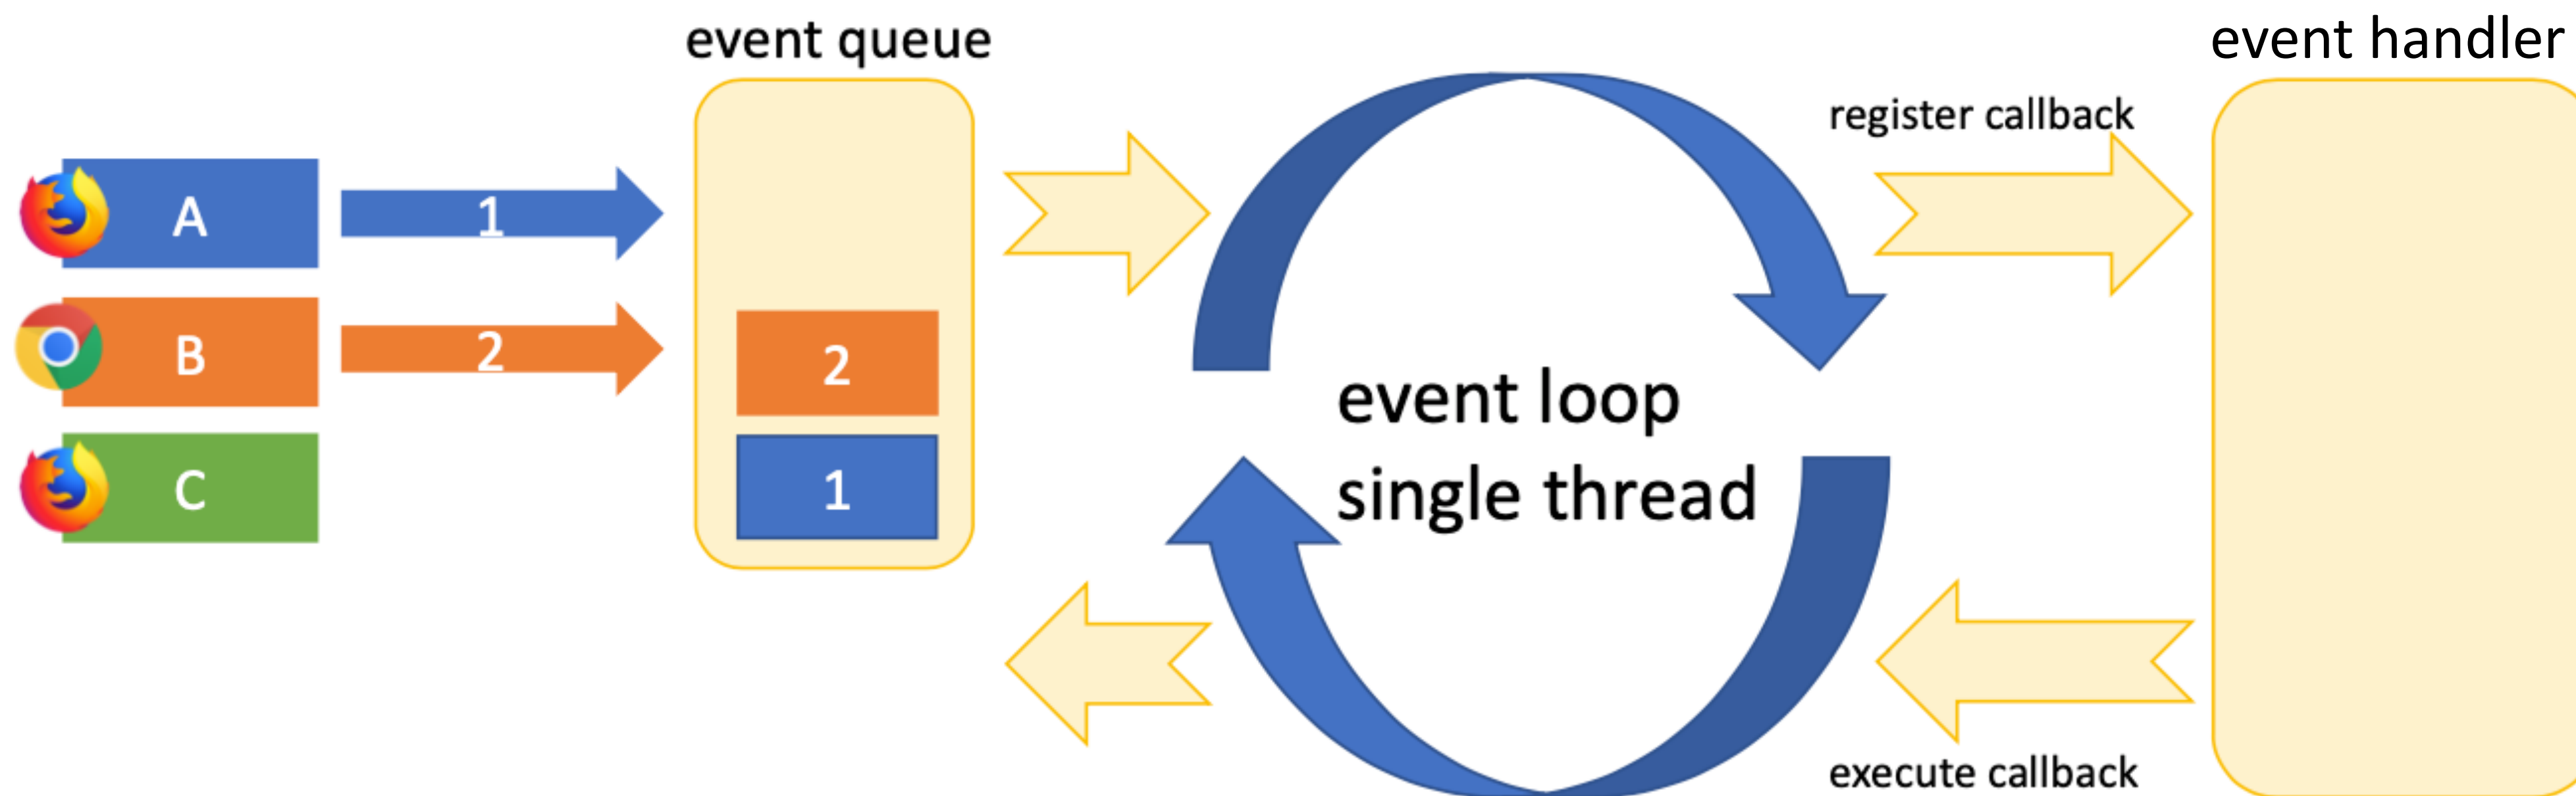 event queue
event handler
register callback
A
1
B
2
2
C
1
event loop
single thread
execute callback